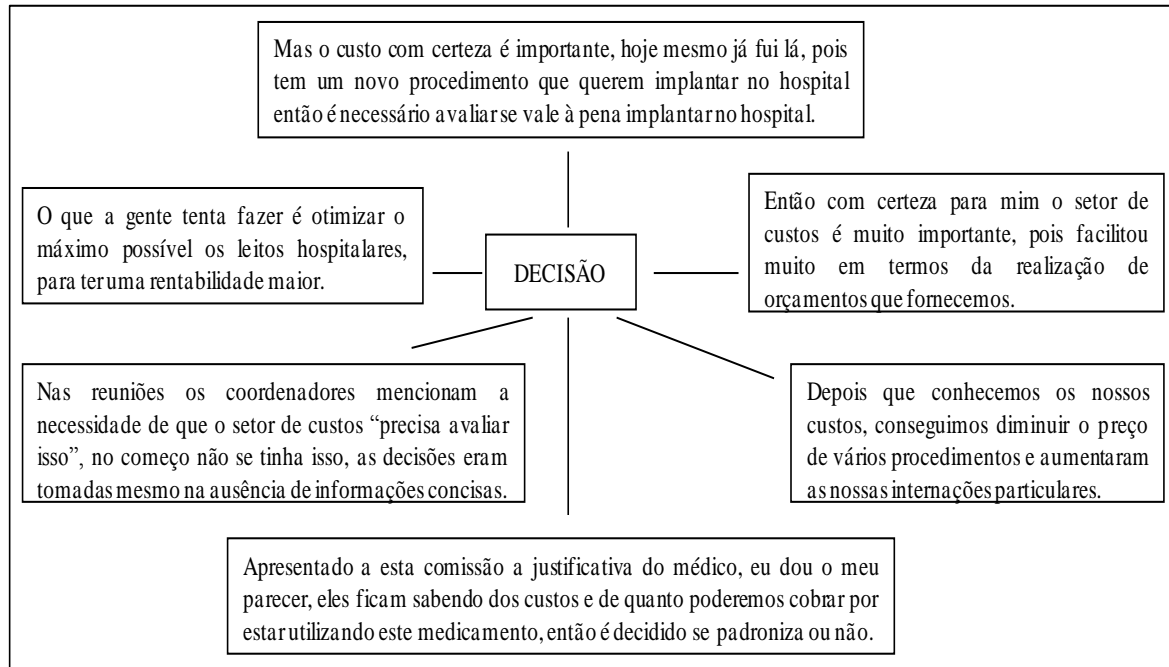 Mas o custo com certeza é importante, hoje mesmo já fui lá, pois
tem um novo procedimento que querem implantar no hospital
então é necessário avaliar se vale à pena implantar no hospital.
O que a gente tenta fazer é otimizar o
máximo possível os leitos hospitalares,
para ter uma rentabilidade maior.
DECISÃO
Então com certeza para mim o setor de
custos é muito importante, pois facilitou
muito em termos da realização de
orçamentos que fornecemos.
Nas reuniões os coordenadores mencionam a
necessidade de que o setor de custos “precisa avaliar
isso”, no começo não se tinha isso, as decisões eram
tomadas mesmo na ausência de informações concisas.
Depois que conhecemos os nossos
custos, conseguimos diminuir o preço
de vários procedimentos e aumentaram
as nossas internações particulares.
Apresentado a esta comissão a justificativa do médico, eu dou o meu
parecer, eles ficam sabendo dos custos e de quanto poderemos cobrar por
estar utilizando este medicamento, então é decidido se padroniza ou não.